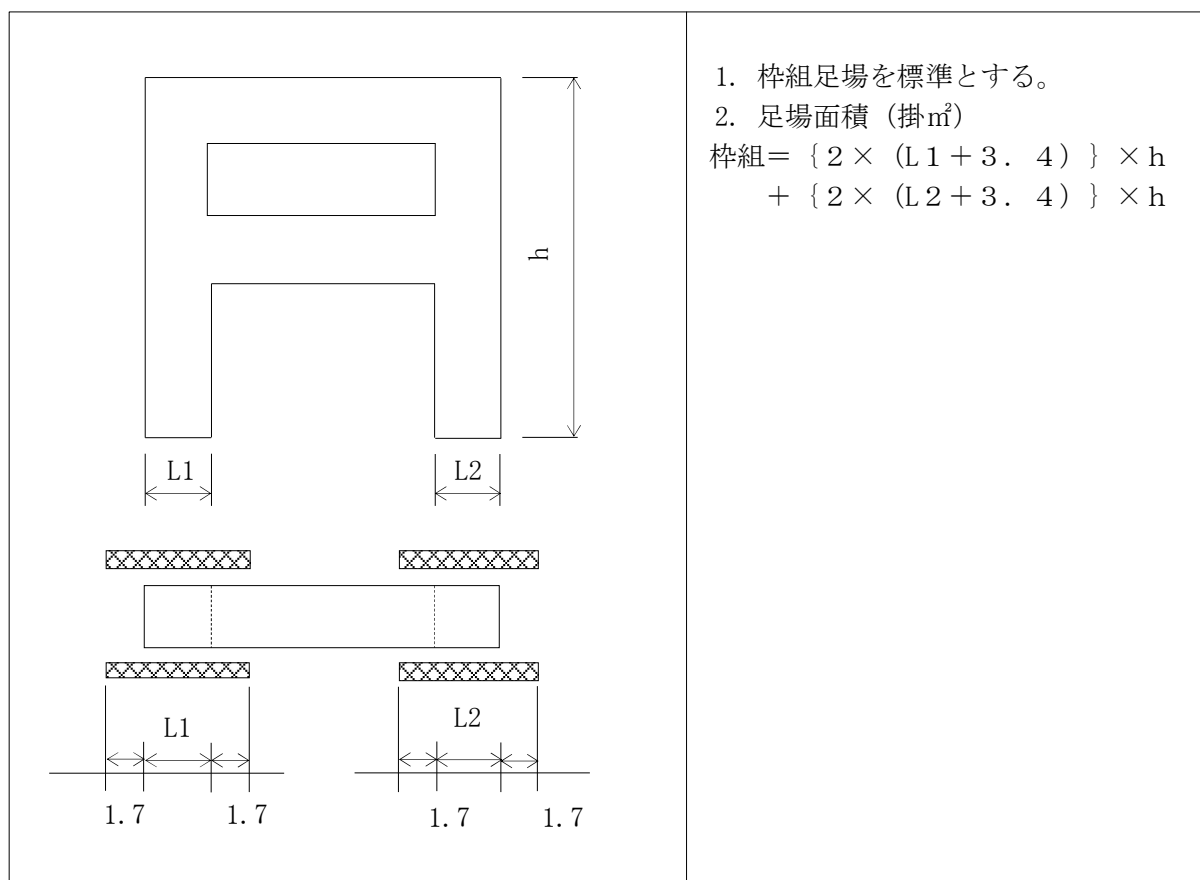 h
L1
L2
L1
L2
1.7
1.7
1.7
1.7
1. 枠組足場を標準とする。
2. 足場面積（掛㎡）
枠組＝｛２×（L１＋３．４）｝×ｈ
＋｛２×（L２＋３．４）｝×ｈ